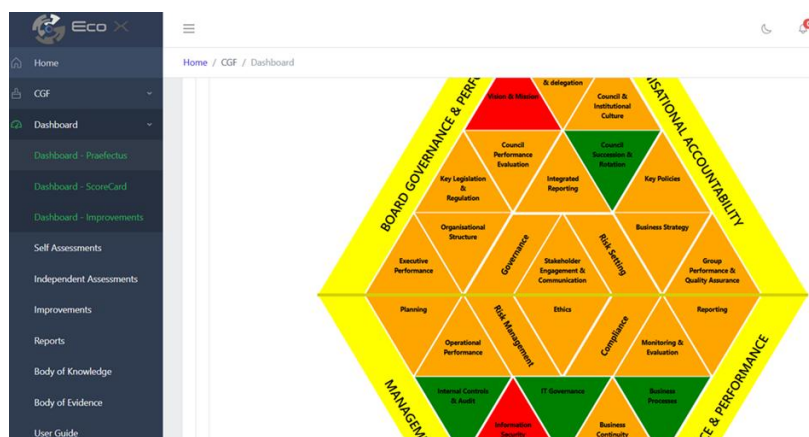 Eco X
Home
CGF
Dashboard
Dashboard - Praefectus
Dashboard - ScoreCard
Dashboard - Improvements
Self Assessments
Independent Assessments
Improvements
Reports
Body of Knowledge
Body of Evidence
User Guide
Home / CGF / Dashboard
BOARD GOVERNANCE & PERF
ISATIONAL ACCOUNTABILITY
Vision & Mission
& delegation
Council &
Institutional
Culture
Council
Performance
Evaluation
Council
Succession &
Rotation
Key Legislation
&
Regulation
Integrated
Reporting
Key Policies
Organisational
Structure
Business Strategy
Executive
Performance
Governance
Stakeholder
Engagement &
Communication
Risk Setting
Group
Performance &
Quality Assurance
Planning
Risk Management
Ethics
Compliance
Reporting
Operational
Performance
Monitoring &
Evaluation
Internal Controls
& Audit
IT Governance
Business
Processes
Information
Security
Business
Continuity
MANAGEM
CE & PERFORMANCE